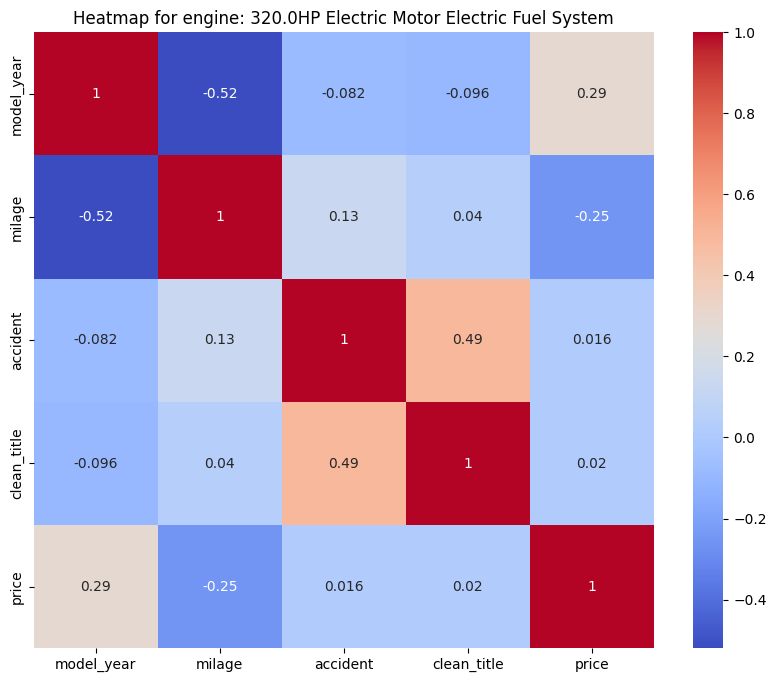 Heatmap for engine: 320.0HP Electric Motor Electric Fuel System
model_year 1 -0.52 -0.082 -0.096 0.29
milage -0.52 1 0.13 0.04 -0.25
accident -0.082 0.13 1 0.49 0.016
clean_title -0.096 0.04 0.49 1 0.02
price 0.29 -0.25 0.016 0.02 1
model_year milage accident clean_title price
1.0
0.8
0.6
0.4
0.2
0.0
−0.2
−0.4